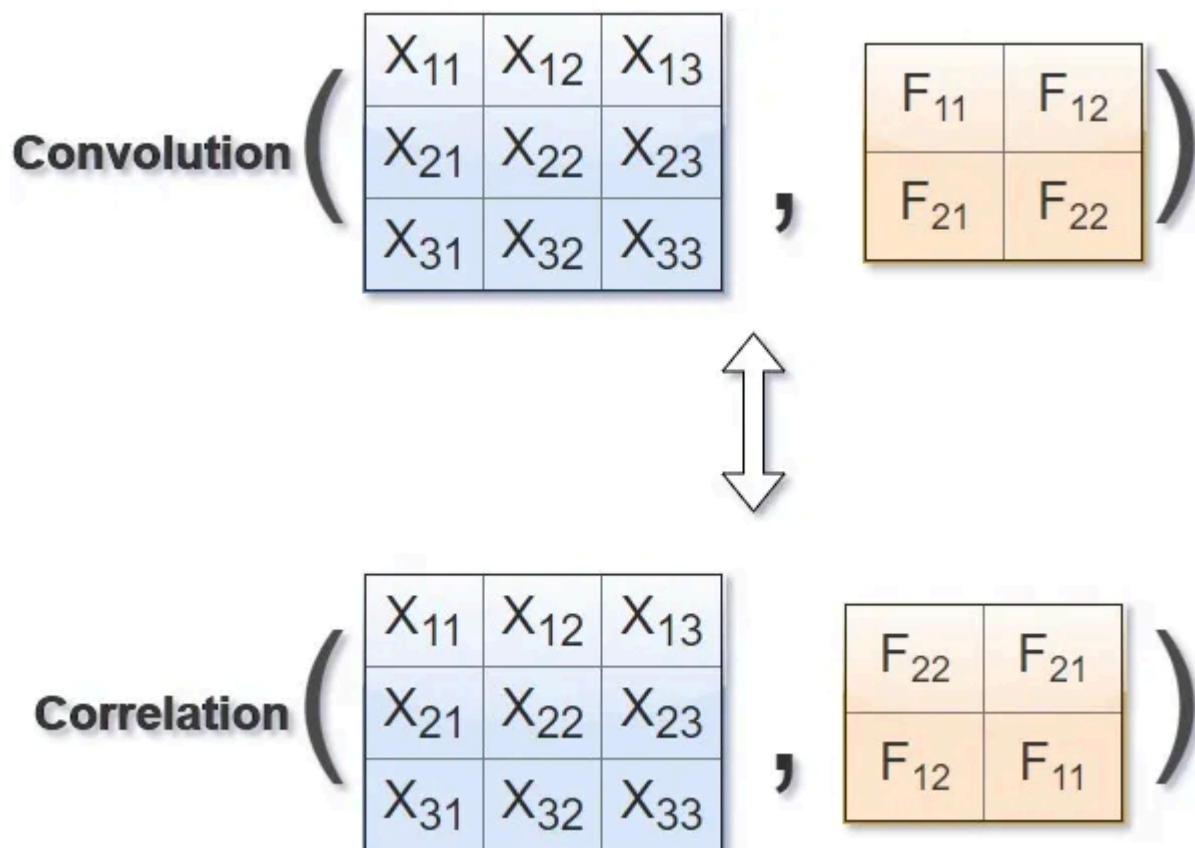 X₁₁ X₁₂ X₁₃
F₁₁ F₁₂
Convolution ( X₂₁ X₂₂ X₂₃ , )
F₂₁ F₂₂
X₃₁ X₃₂ X₃₃
X₁₁ X₁₂ X₁₃
F₂₂ F₂₁
Correlation ( X₂₁ X₂₂ X₂₃ , )
F₁₂ F₁₁
X₃₁ X₃₂ X₃₃